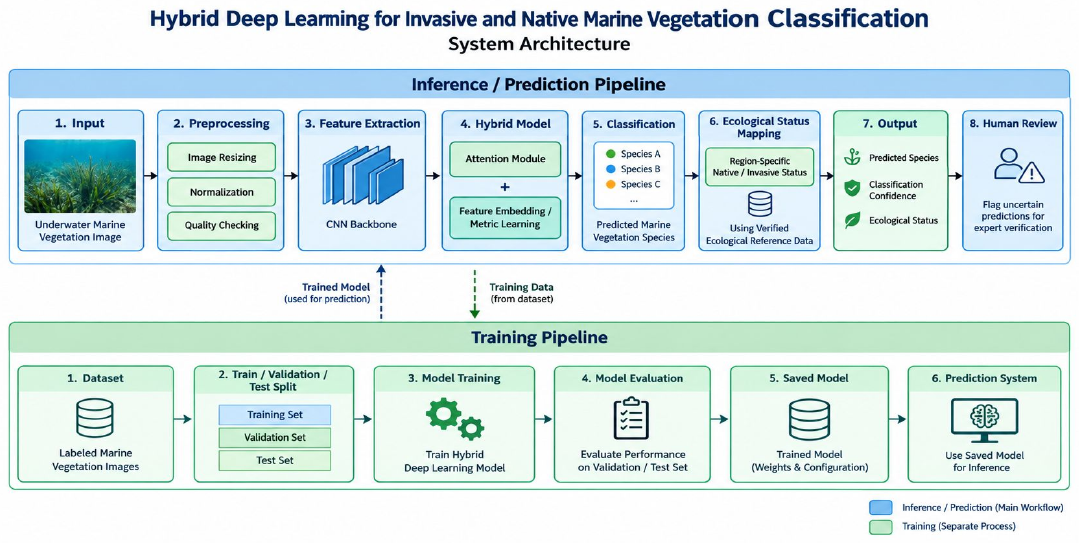 Hybrid Deep Learning for Invasive and Native Marine Vegetation Classification
System Architecture
Inference / Prediction Pipeline
1. Input
Underwater Marine
Vegetation Image
2. Preprocessing
Image Resizing
Normalization
Quality Checking
3. Feature Extraction
CNN Backbone
4. Hybrid Model
Attention Module
+
Feature Embedding /
Metric Learning
5. Classification
Species A
Species B
Species C
...
Predicted Marine
Vegetation Species
6. Ecological Status
Mapping
Region-Specific
Native / Invasive Status
Using Verified
Ecological Reference Data
7. Output
Predicted Species
Classification
Confidence
Ecological Status
8. Human Review
Flag uncertain
predictions for
expert verification
Trained Model
(used for prediction)
Training Data
(from dataset)
Training Pipeline
1. Dataset
Labeled Marine
Vegetation Images
2. Train / Validation /
Test Split
Training Set
Validation Set
Test Set
3. Model Training
Train Hybrid
Deep Learning Model
4. Model Evaluation
Evaluate Performance
on Validation / Test Set
5. Saved Model
Trained Model
(Weights & Configuration)
6. Prediction System
Use Saved Model
for Inference
Inference / Prediction (Main Workflow)
Training (Separate Process)